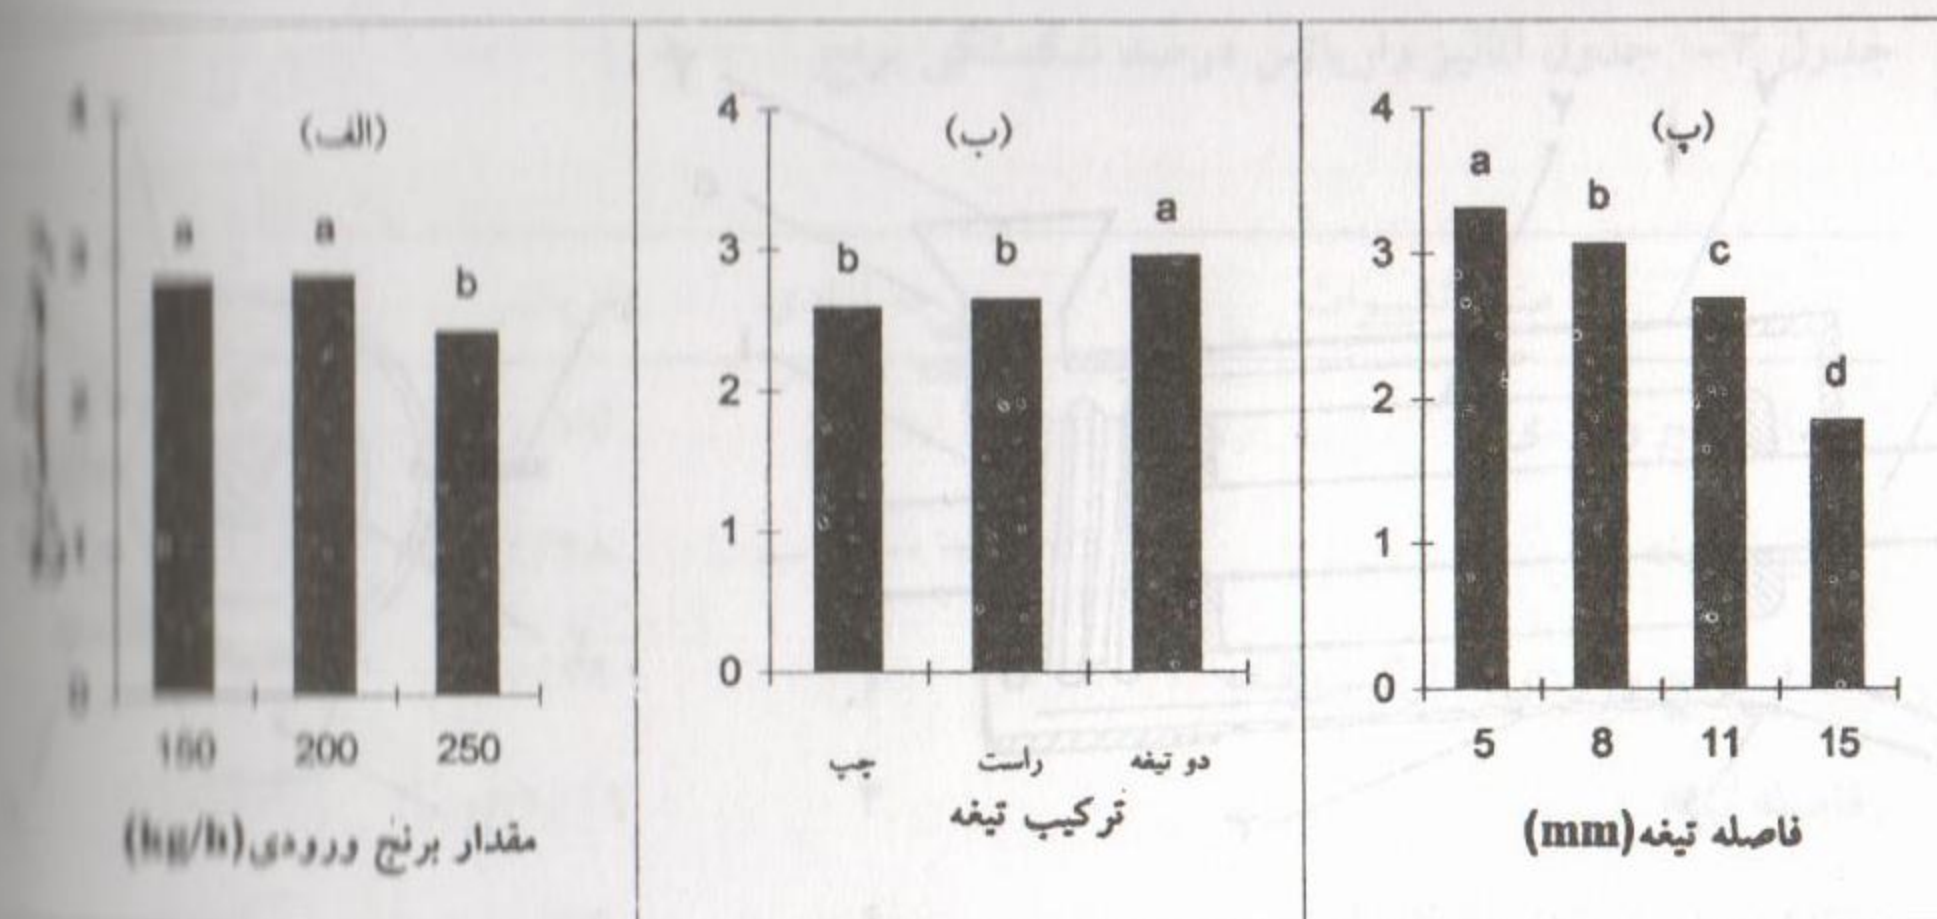 (الف)
a
a
b
200
250
مقدار برنج ورودی (kg/h)
(ب)
4
3
2
1
0
b
b
a
چپ
راست
دو تیغه
ترکیب تیغه
(پ)
4
3
2
1
0
a
b
c
d
5
8
11
15
فاصله تیغه (mm)